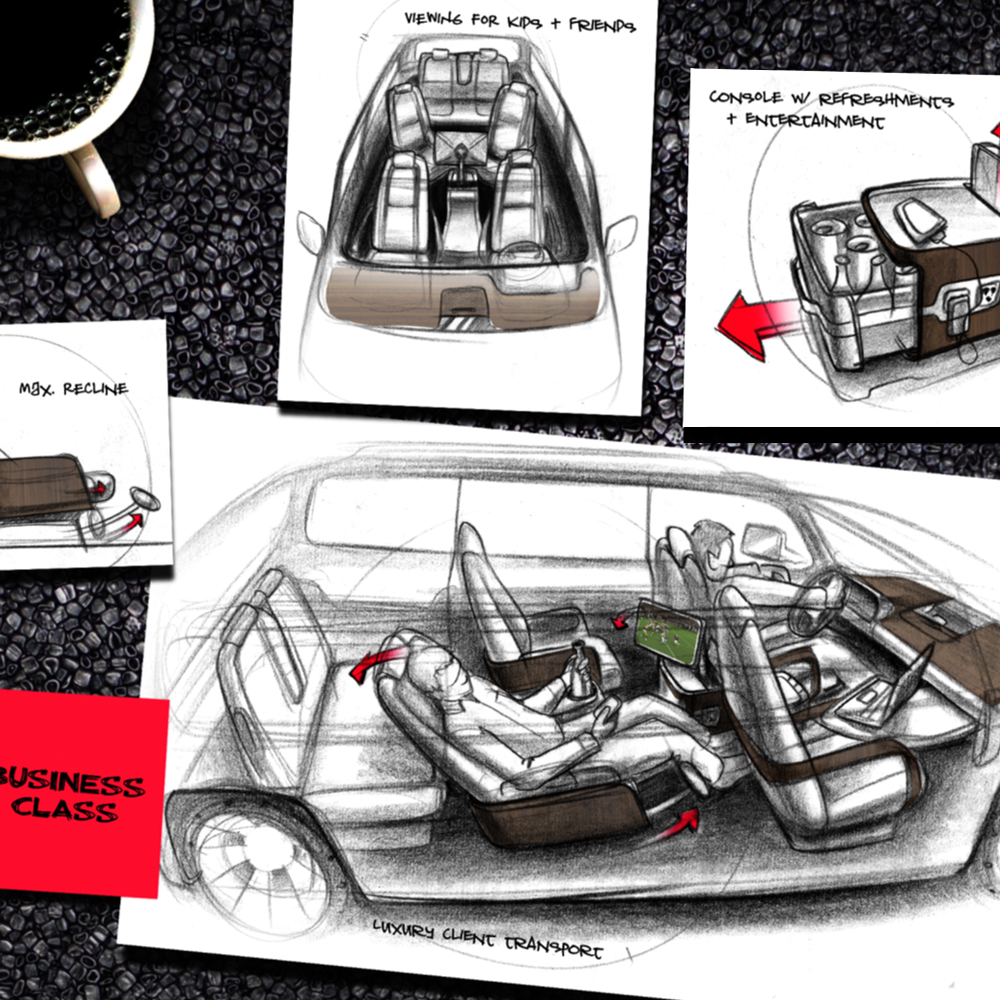 VIEWING FOR KIDS + FRIENDS
CONSOLE W/ REFRESHMENTS
+ ENTERTAINMENT
MAX. RECLINE
BUSINESS
CLASS
LUXURY CLIENT TRANSPORT